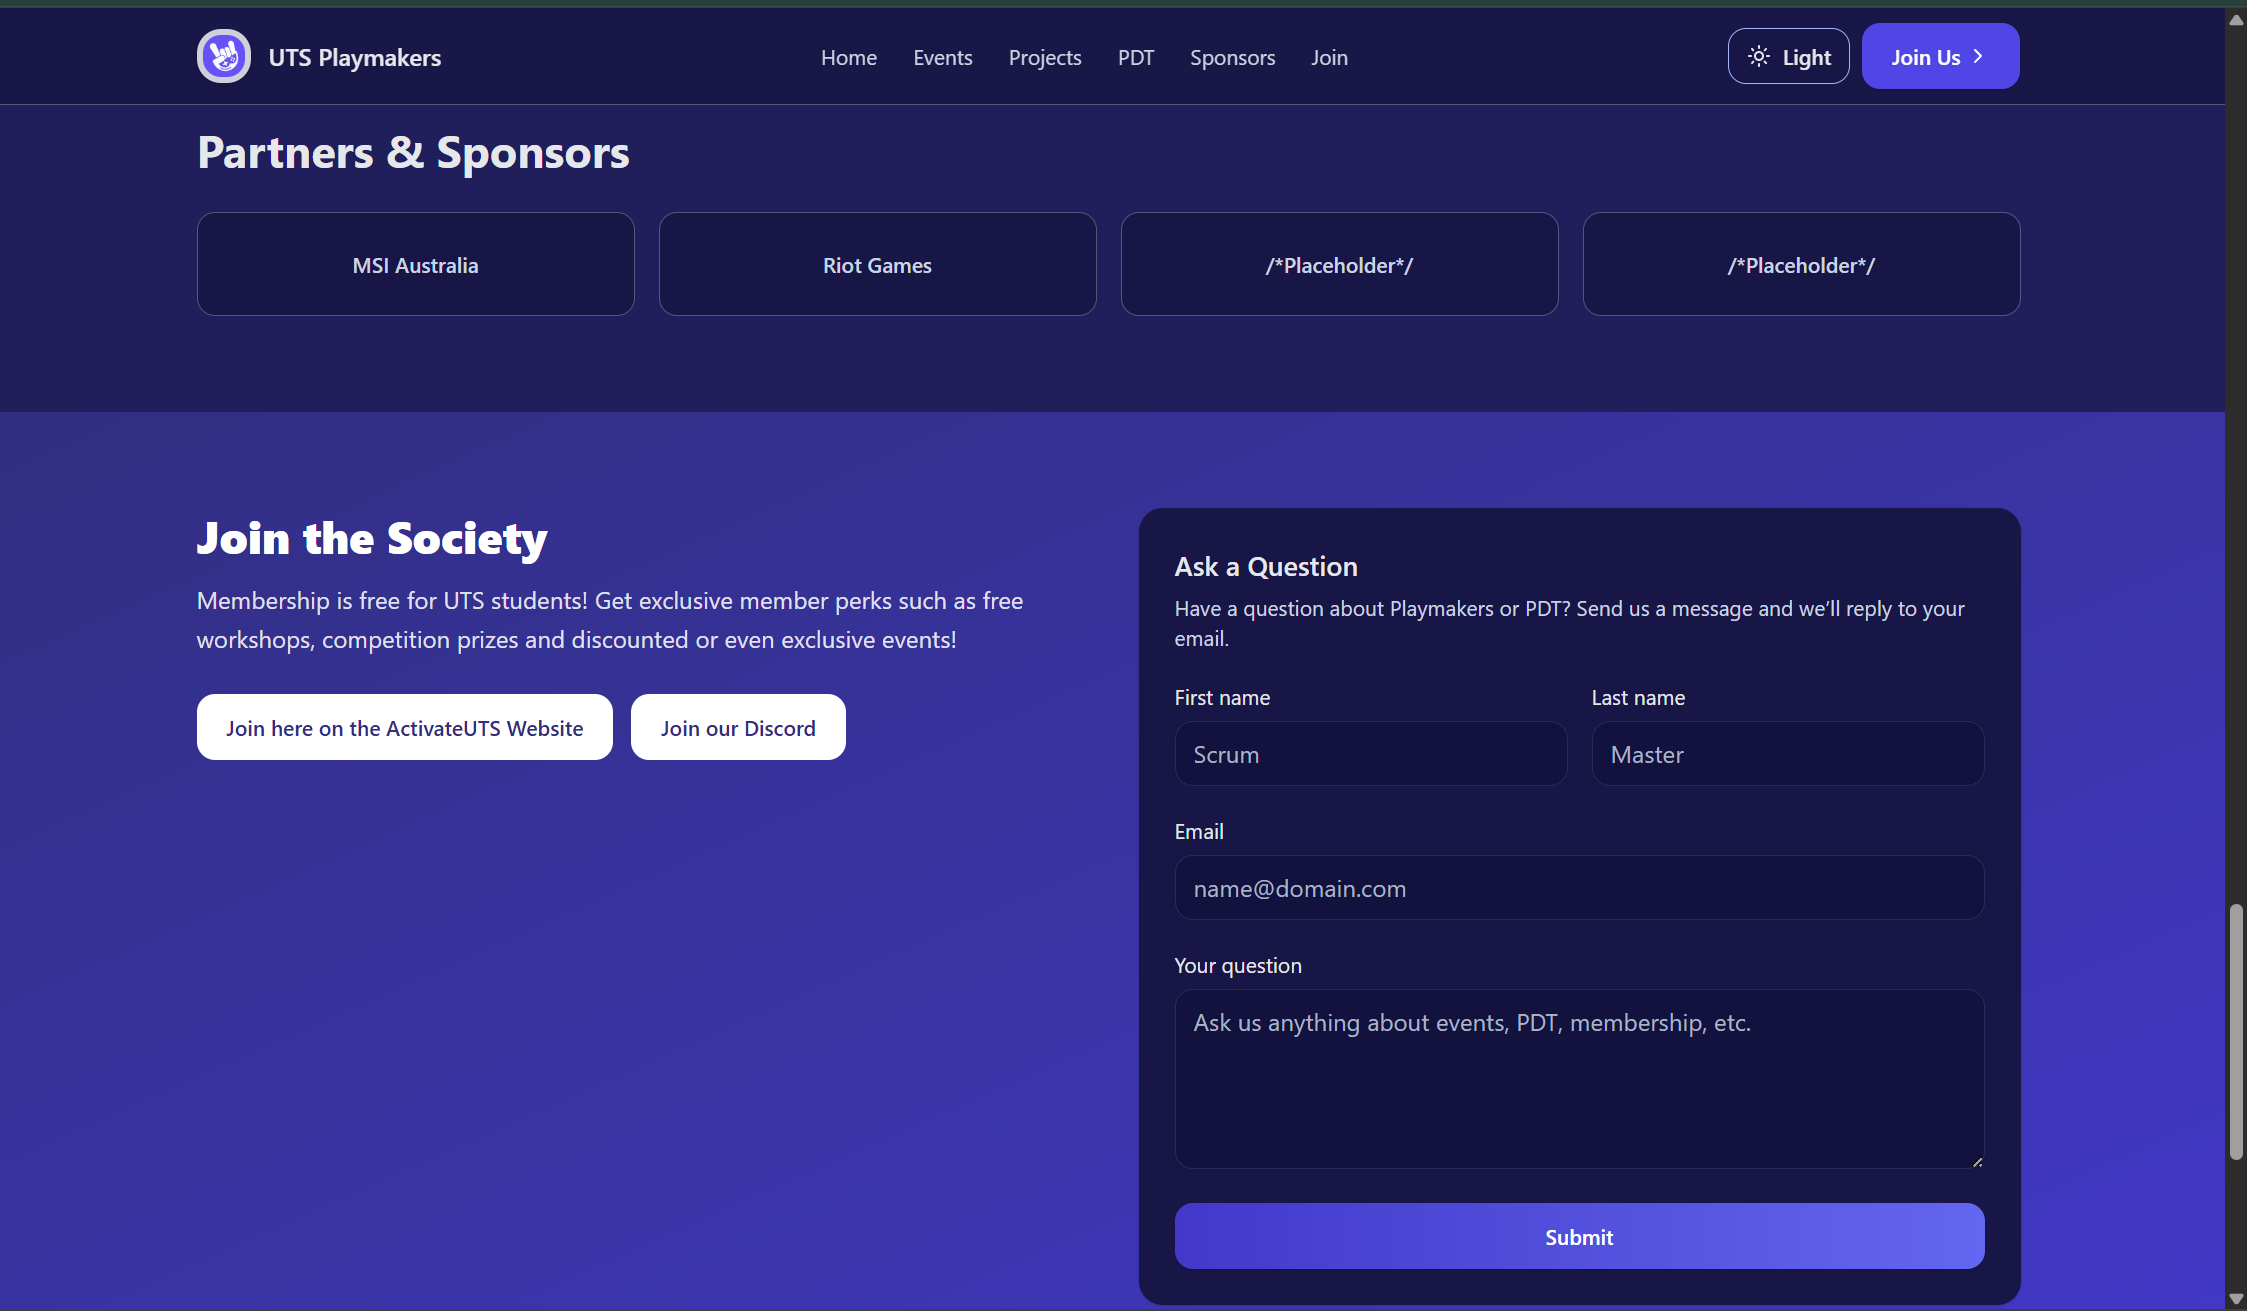 UTS Playmakers
Home Events Projects PDT Sponsors Join
Light
Join Us
Partners & Sponsors
MSI Australia
Riot Games
/*Placeholder*/
/*Placeholder*/
Join the Society
Membership is free for UTS students! Get exclusive member perks such as free
workshops, competition prizes and discounted or even exclusive events!
Join here on the ActivateUTS Website
Join our Discord
Ask a Question
Have a question about Playmakers or PDT? Send us a message and we’ll reply to your
email.
First name
Scrum
Last name
Master
Email
name@domain.com
Your question
Ask us anything about events, PDT, membership, etc.
Submit